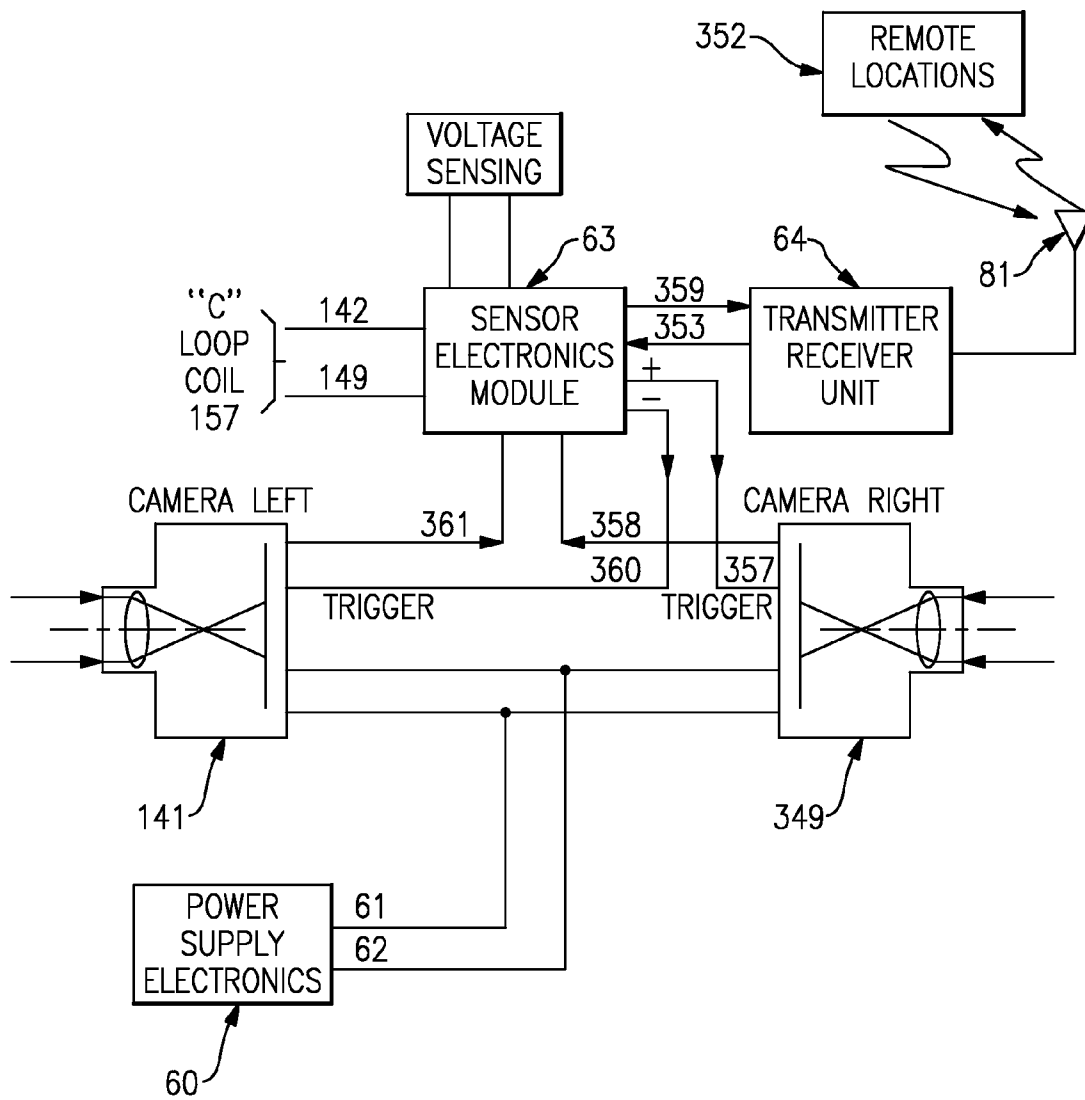 352
REMOTE
LOCATIONS
VOLTAGE
SENSING
63
64
81
"C"
LOOP
COIL
157
142
149
SENSOR
ELECTRONICS
MODULE
359
353
+
−
TRANSMITTER
RECEIVER
UNIT
CAMERA LEFT
CAMERA RIGHT
361
358
360
357
TRIGGER
TRIGGER
141
349
POWER
SUPPLY
ELECTRONICS
61
62
60